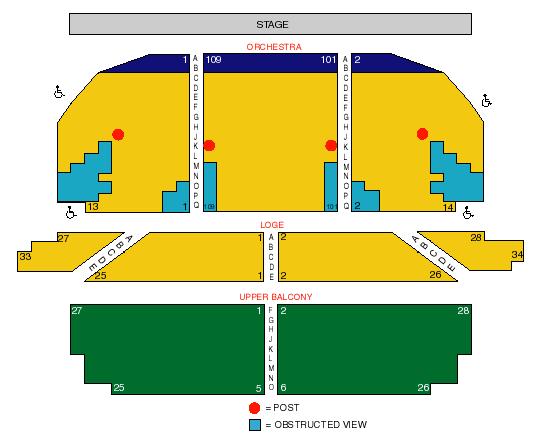 STAGE
ORCHESTRA
1 109 101 2
A A
B B
C C
D D
E E
F F
G G
H H
J J
K K
L L
M M
N N
O O
P P
Q Q
13 1 109 101 2 14
LOGE
27 1 2 28
33 34
A B C D E
A B C D E
A B C D E
25 1 2 26
UPPER BALCONY
27 1 2 28
F
G
H
J
K
L
M
N
O
25 5 6 26
= POST
= OBSTRUCTED VIEW